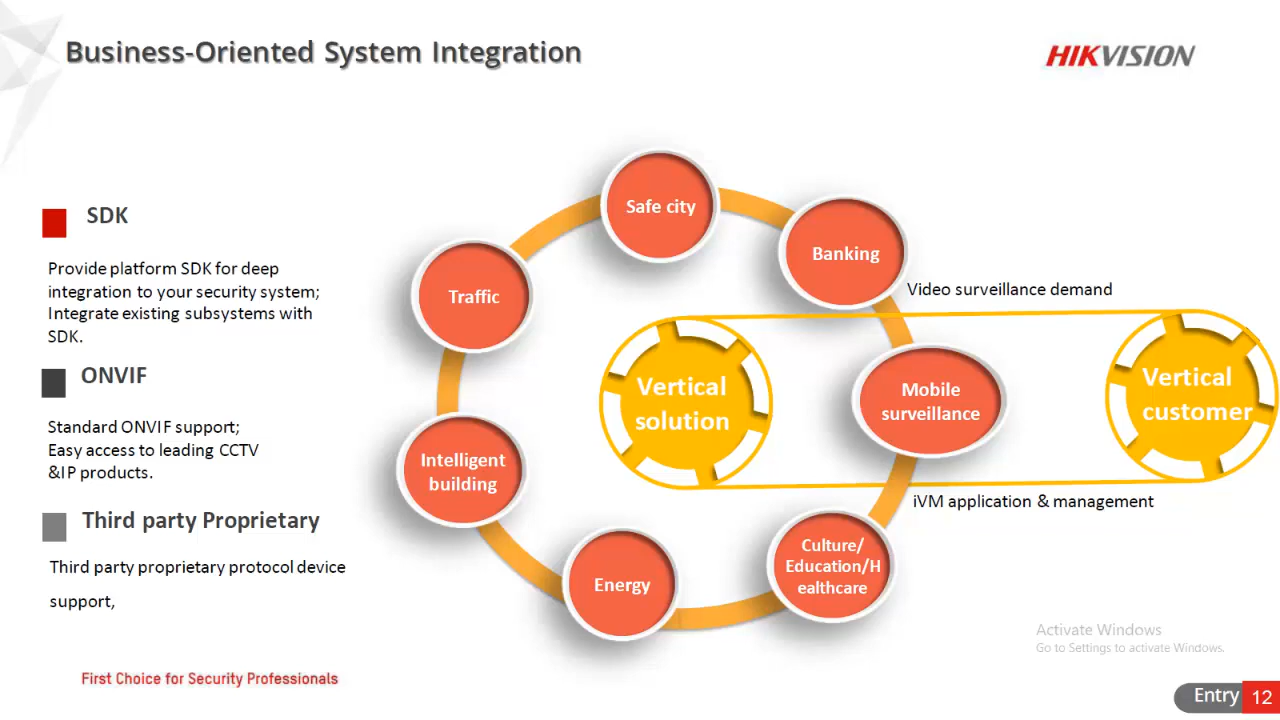 Business-Oriented System Integration
HIKVISION
SDK
Provide platform SDK for deep
integration to your security system;
Integrate existing subsystems with
SDK.
ONVIF
Standard ONVIF support;
Easy access to leading CCTV
&IP products.
Third party Proprietary
Third party proprietary protocol device
support,
Safe city
Banking
Traffic
Video surveillance demand
Vertical
solution
Mobile
surveillance
Vertical
customer
Intelligent
building
iVM application & management
Culture/
Education/H
ealthcare
Energy
Activate Windows
Go to Settings to activate Windows.
First Choice for Security Professionals
Entry 12